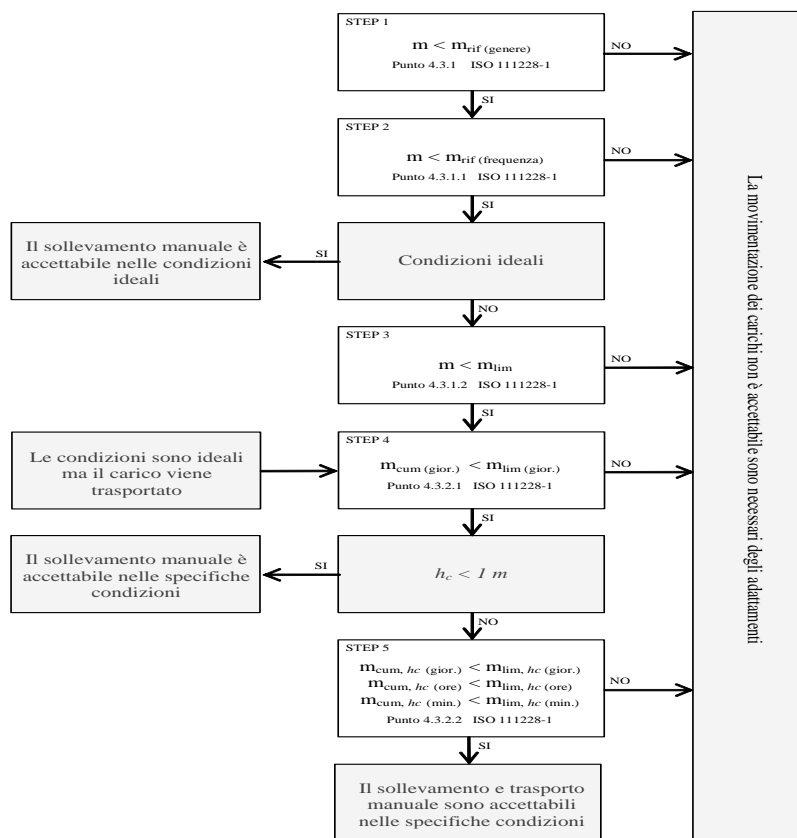 STEP 1
m < mrif (genere)
Punto 4.3.1 ISO 111228-1
NO
SI
STEP 2
m < mrif (frequenza)
Punto 4.3.1.1 ISO 111228-1
NO
SI
Il sollevamento manuale è
accettabile nelle condizioni
ideali
SI
Condizioni ideali
NO
STEP 3
m < mlim
Punto 4.3.1.2 ISO 111228-1
NO
SI
Le condizioni sono ideali
ma il carico viene
trasportato
STEP 4
mcum (gior.) < mlim (gior.)
Punto 4.3.2.1 ISO 111228-1
NO
SI
Il sollevamento manuale è
accettabile nelle specifiche
condizioni
SI
hc < 1 m
NO
STEP 5
mcum, hc (gior.) < mlim, hc (gior.)
mcum, hc (ore) < mlim, hc (ore)
mcum, hc (min.) < mlim, hc (min.)
Punto 4.3.2.2 ISO 111228-1
NO
SI
Il sollevamento e trasporto
manuale sono accettabili
nelle specifiche condizioni
La movimentazione dei carichi non è accettabile sono necessari degli adattamenti